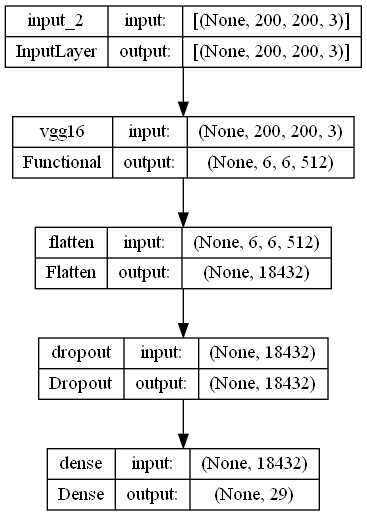 input_2 input: [(None, 200, 200, 3)]
InputLayer output: [(None, 200, 200, 3)]
vgg16 input: (None, 200, 200, 3)
Functional output: (None, 6, 6, 512)
flatten input: (None, 6, 6, 512)
Flatten output: (None, 18432)
dropout input: (None, 18432)
Dropout output: (None, 18432)
dense input: (None, 18432)
Dense output: (None, 29)